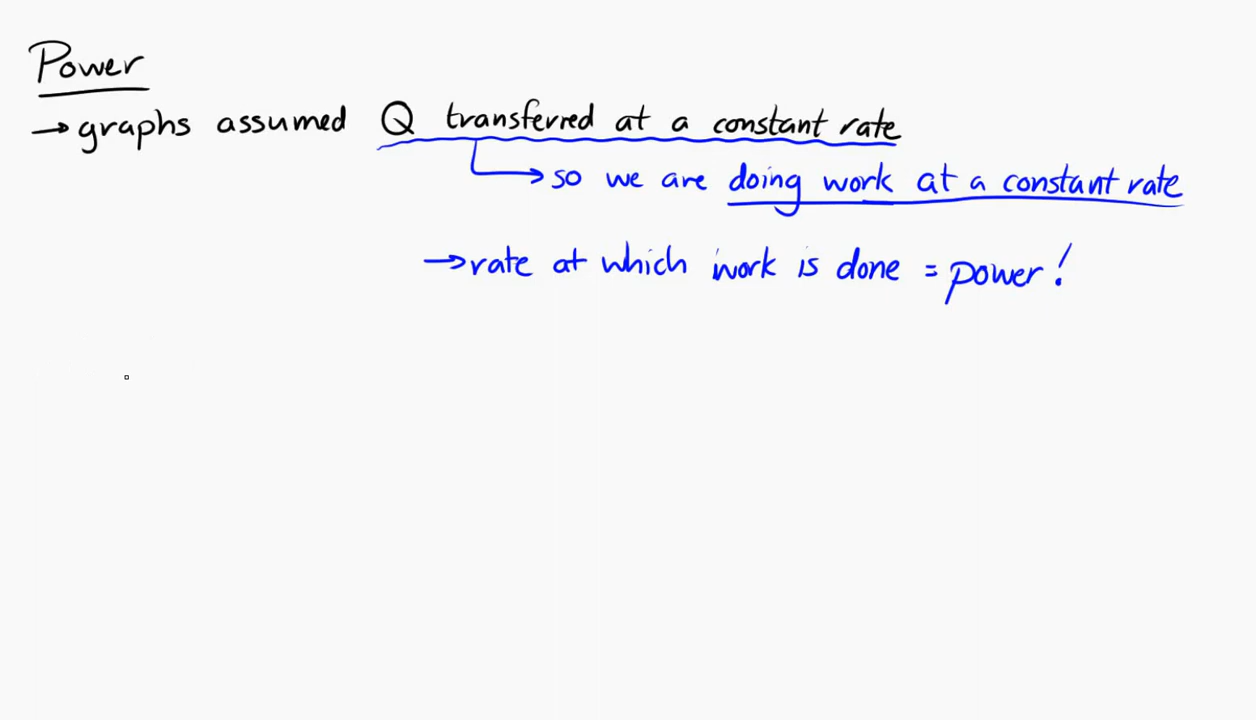 Power
→ graphs assumed Q transferred at a constant rate
→ so we are doing work at a constant rate
→ rate at which work is done = power!